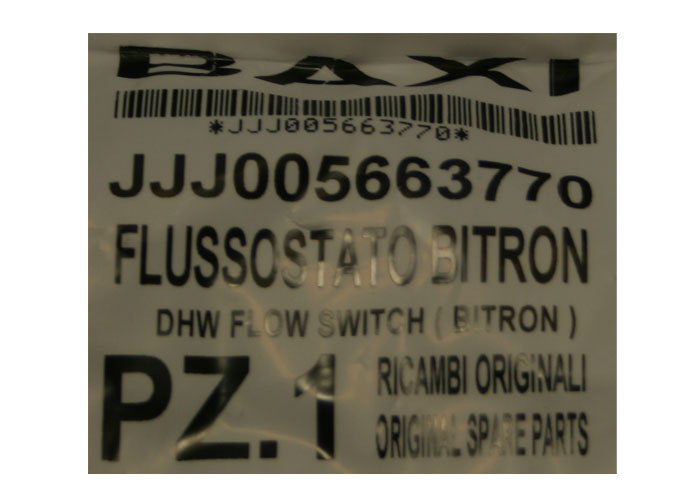 BAXI
*JJJ005663770*
JJJ005663770
FLUSSOSTATO BITRON
DHW FLOW SWITCH ( BITRON )
PZ.1
RICAMBI ORIGINALI
ORIGINAL SPARE PARTS